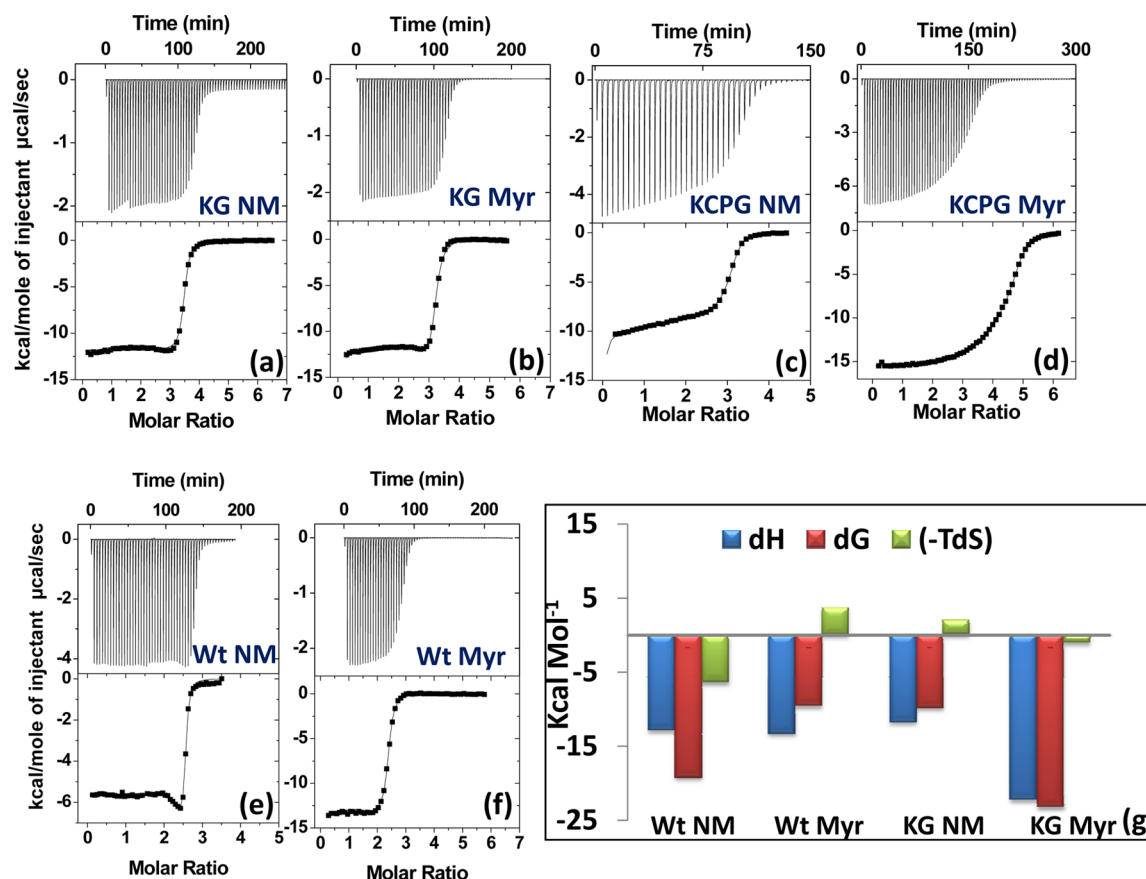 Time (min)
0 100 200
0
-1
-2
KG NM
0
-5
-10
-15
(a)
0 1 2 3 4 5 6 7
Molar Ratio
kcal/mole of injectant µcal/sec
Time (min)
0 100 200
0
-1
-2
KG Myr
0
-5
-10
-15
(b)
0 1 2 3 4 5 6 7
Molar Ratio
Time (min)
0 75 150
0
-2
-4
KCPG NM
0
-5
-10
-15
(c)
0 1 2 3 4 5
Molar Ratio
Time (min)
0 150 300
0
-3
-6
KCPG Myr
0
-5
-10
-15
(d)
0 1 2 3 4 5 6
Molar Ratio
Time (min)
0 100 200
0
-2
-4
Wt NM
0
-2
-4
-6
(e)
0 1 2 3 4 5
Molar Ratio
kcal/mole of injectant µcal/sec
Time (min)
0 100 200
0
-1
-2
Wt Myr
0
-5
-10
-15
(f)
0 1 2 3 4 5 6 7
Molar Ratio
15
5
-5
-15
-25
Kcal Mol-1
dH dG (-TdS)
Wt NM Wt Myr KG NM KG Myr
(g)